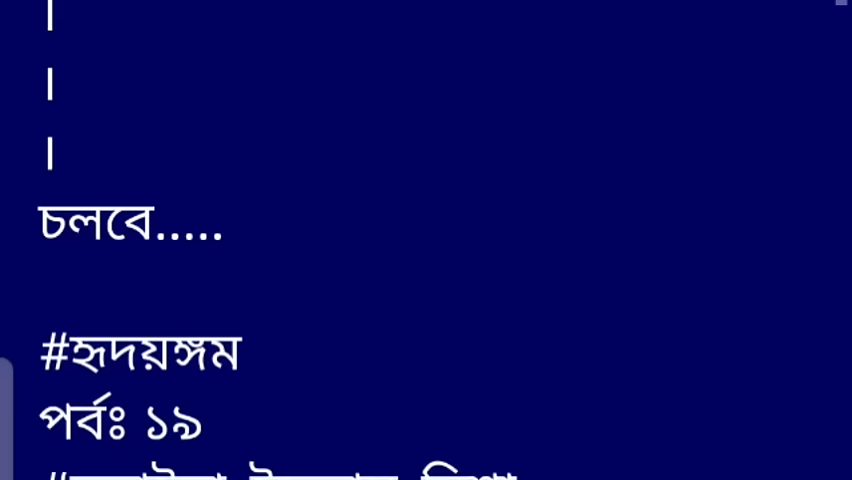 ।
।
।
চলবে.....
#হৃদয়ঙ্গম
পর্বঃ ১৯